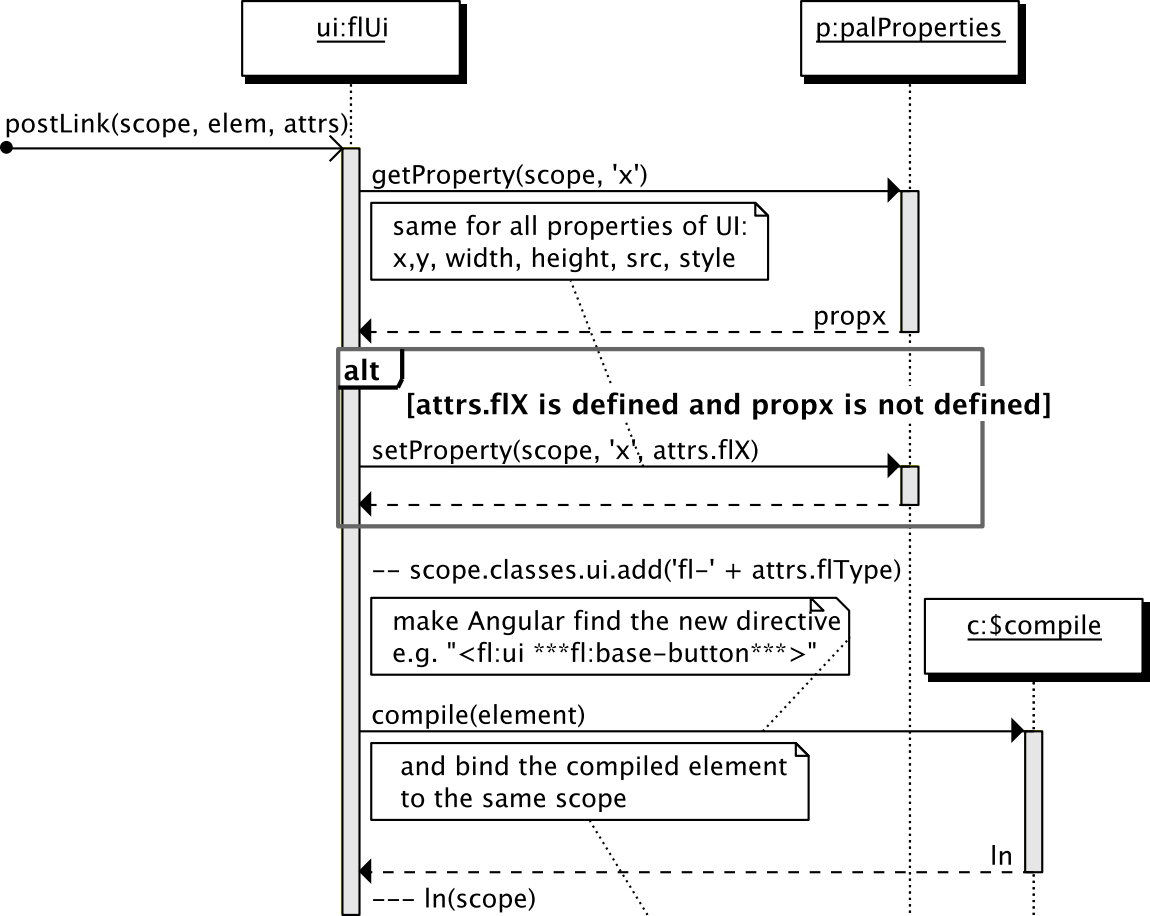 ui:flUi
p:palProperties
postLink(scope, elem, attrs)
getProperty(scope, 'x')
same for all properties of UI:
x,y, width, height, src, style
propx
alt
[attrs.flX is defined and propx is not defined]
setProperty(scope, 'x', attrs.flX)
-- scope.classes.ui.add('fl-' + attrs.flType)
make Angular find the new directive
e.g. "<fl:ui ***fl:base-button***>"
c:$compile
compile(element)
and bind the compiled element
to the same scope
ln
--- ln(scope)